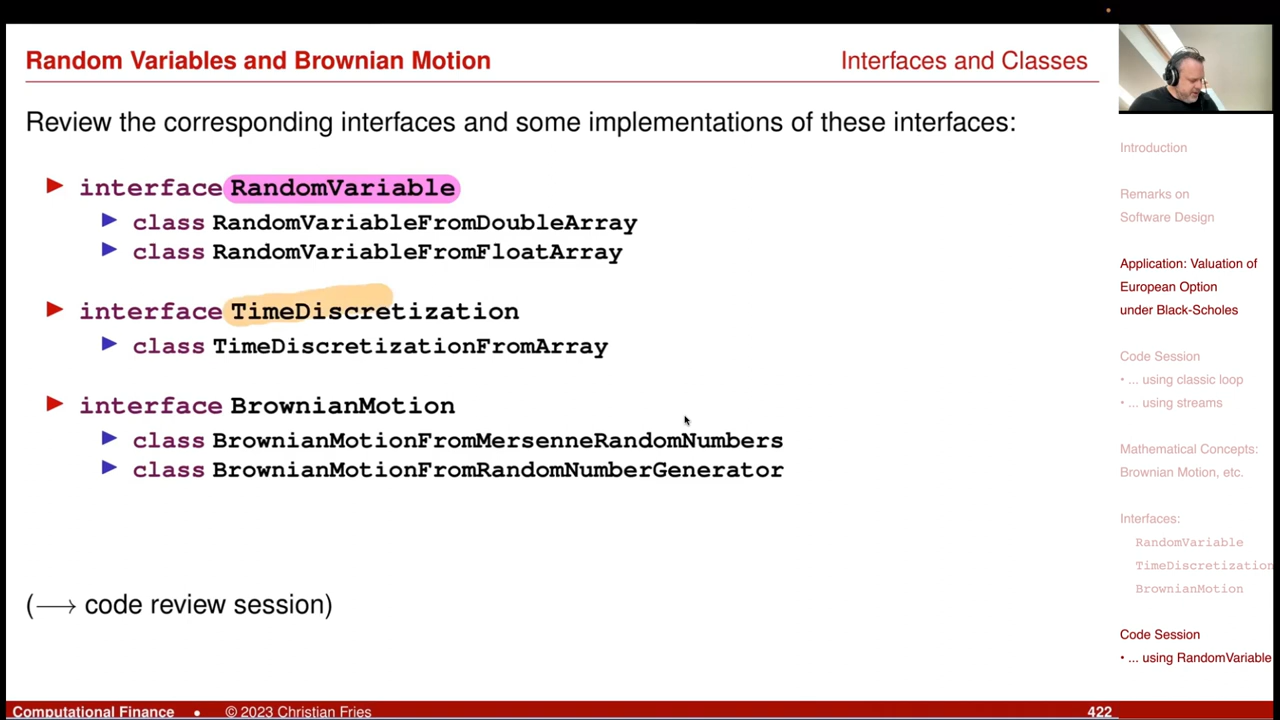 Random Variables and Brownian Motion
Interfaces and Classes
Review the corresponding interfaces and some implementations of these interfaces:
interface RandomVariable
class RandomVariableFromDoubleArray
class RandomVariableFromFloatArray
interface TimeDiscretization
class TimeDiscretizationFromArray
interface BrownianMotion
class BrownianMotionFromMersenneRandomNumbers
class BrownianMotionFromRandomNumberGenerator
(⟶ code review session)
Introduction
Remarks on
Software Design
Application: Valuation of
European Option
under Black-Scholes
Code Session
• ... using classic loop
• ... using streams
Mathematical Concepts:
Brownian Motion, etc.
Interfaces:
RandomVariable
TimeDiscretization
BrownianMotion
Code Session
• ... using RandomVariable
Computational Finance • © 2023 Christian Fries
422